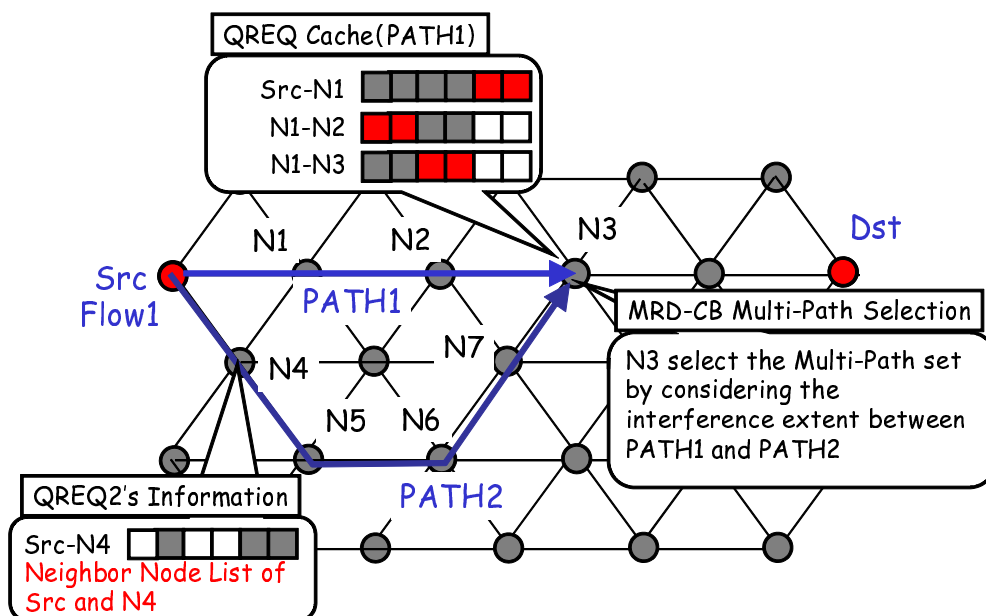 QREQ Cache(PATH1)
Src-N1
N1-N2
N1-N3
N3
Dst
N1
N2
Src
Flow1
PATH1
MRD-CB Multi-Path Selection
N3 select the Multi-Path set
by considering the
interference extent between
PATH1 and PATH2
N4
N7
N5
N6
PATH2
QREQ2's Information
Src-N4
Neighbor Node List of
Src and N4